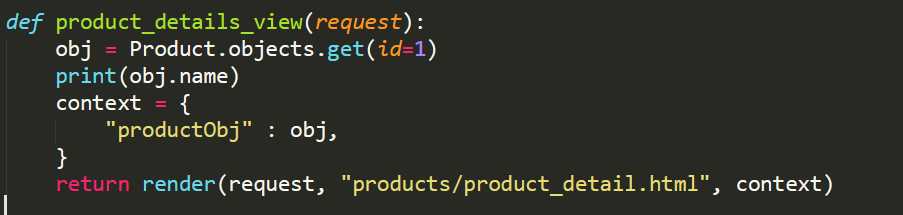 def product_details_view(request):
    obj = Product.objects.get(id=1)
    print(obj.name)
    context = {
        "productObj" : obj,
    }
    return render(request, "products/product_detail.html", context)